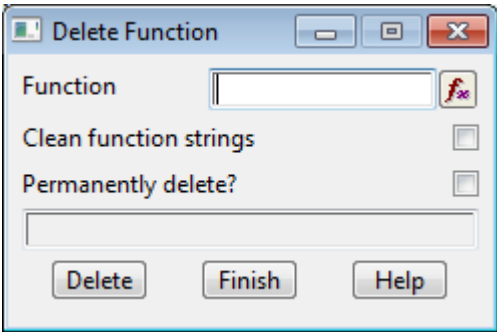 Delete Function
Function
Clean function strings
Permanently delete?
Delete Finish Help